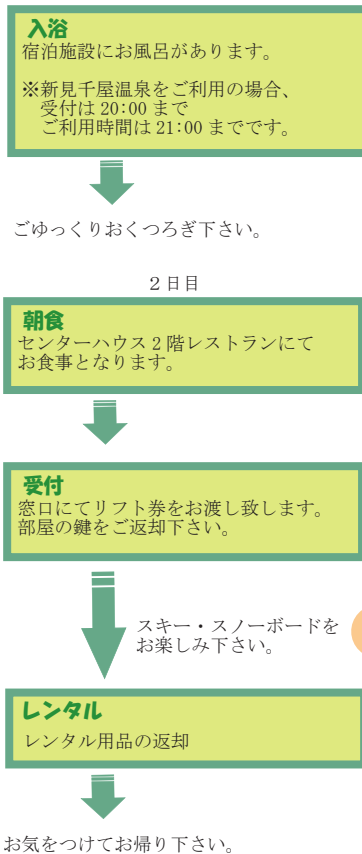 入浴
宿泊施設にお風呂があります。
※新見千屋温泉をご利用の場合、
受付は 20:00 まで
ご利用時間は 21:00 までです。
ごゆっくりおくつろぎ下さい。
２日目
朝食
センターハウス２階レストランにて
お食事となります。
受付
窓口にてリフト券をお渡し致します。
部屋の鍵をご返却下さい。
スキー・スノーボードを
お楽しみ下さい。
レンタル
レンタル用品の返却
お気をつけてお帰り下さい。